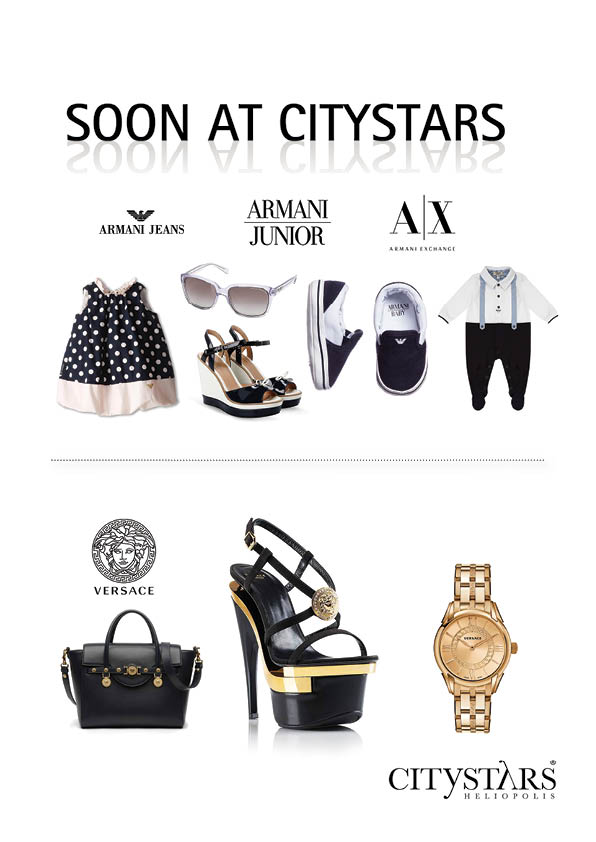 SOON AT CITYSTARS
ARMANI JEANS
ARMANI
JUNIOR
A|X
ARMANI EXCHANGE
ARMANI
BABY
VERSACE
VERSACE
CITYSTARS®
HELIOPOLIS